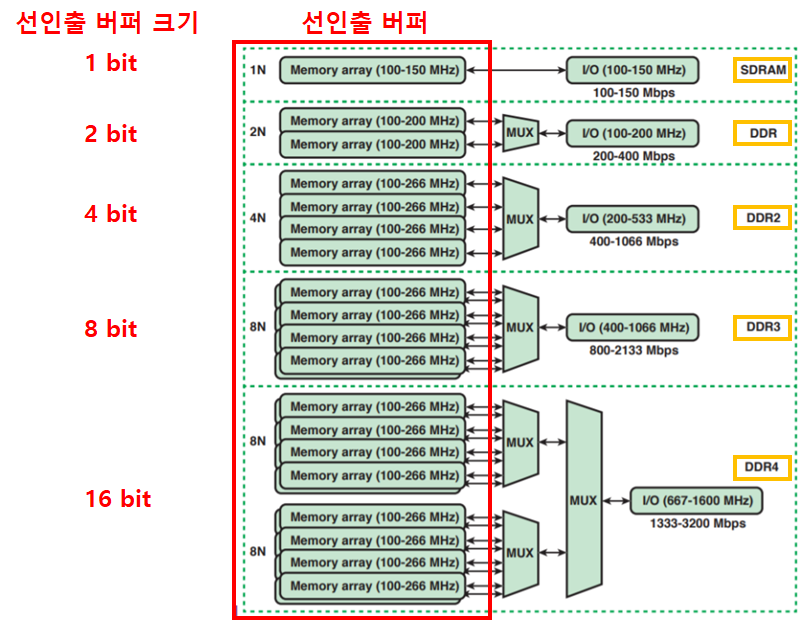 선인출 버퍼 크기
선인출 버퍼
1 bit
1N
Memory array (100-150 MHz)
I/O (100-150 MHz)
100-150 Mbps
SDRAM
2 bit
2N
Memory array (100-200 MHz)
Memory array (100-200 MHz)
MUX
I/O (100-200 MHz)
200-400 Mbps
DDR
4 bit
4N
Memory array (100-266 MHz)
Memory array (100-266 MHz)
Memory array (100-266 MHz)
Memory array (100-266 MHz)
MUX
I/O (200-533 MHz)
400-1066 Mbps
DDR2
8 bit
8N
Memory array (100-266 MHz)
Memory array (100-266 MHz)
Memory array (100-266 MHz)
Memory array (100-266 MHz)
MUX
I/O (400-1066 MHz)
800-2133 Mbps
DDR3
16 bit
8N
Memory array (100-266 MHz)
Memory array (100-266 MHz)
Memory array (100-266 MHz)
Memory array (100-266 MHz)
MUX
8N
Memory array (100-266 MHz)
Memory array (100-266 MHz)
Memory array (100-266 MHz)
Memory array (100-266 MHz)
MUX
MUX
I/O (667-1600 MHz)
1333-3200 Mbps
DDR4